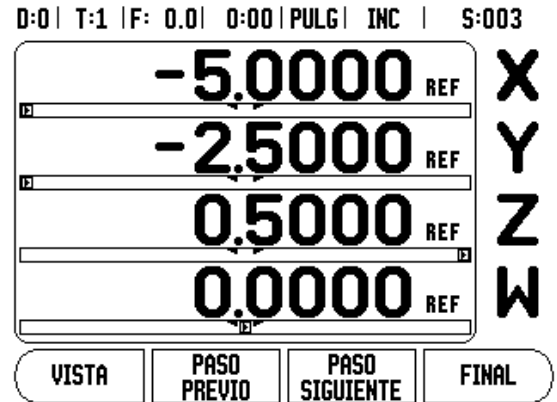 D:0| T:1 |F: 0.0| 0:00|PULG| INC | S:003
-5.0000 REF X
-2.5000 REF Y
0.5000 REF Z
0.0000 REF W
VISTA
PASO PREVIO
PASO SIGUIENTE
FINAL